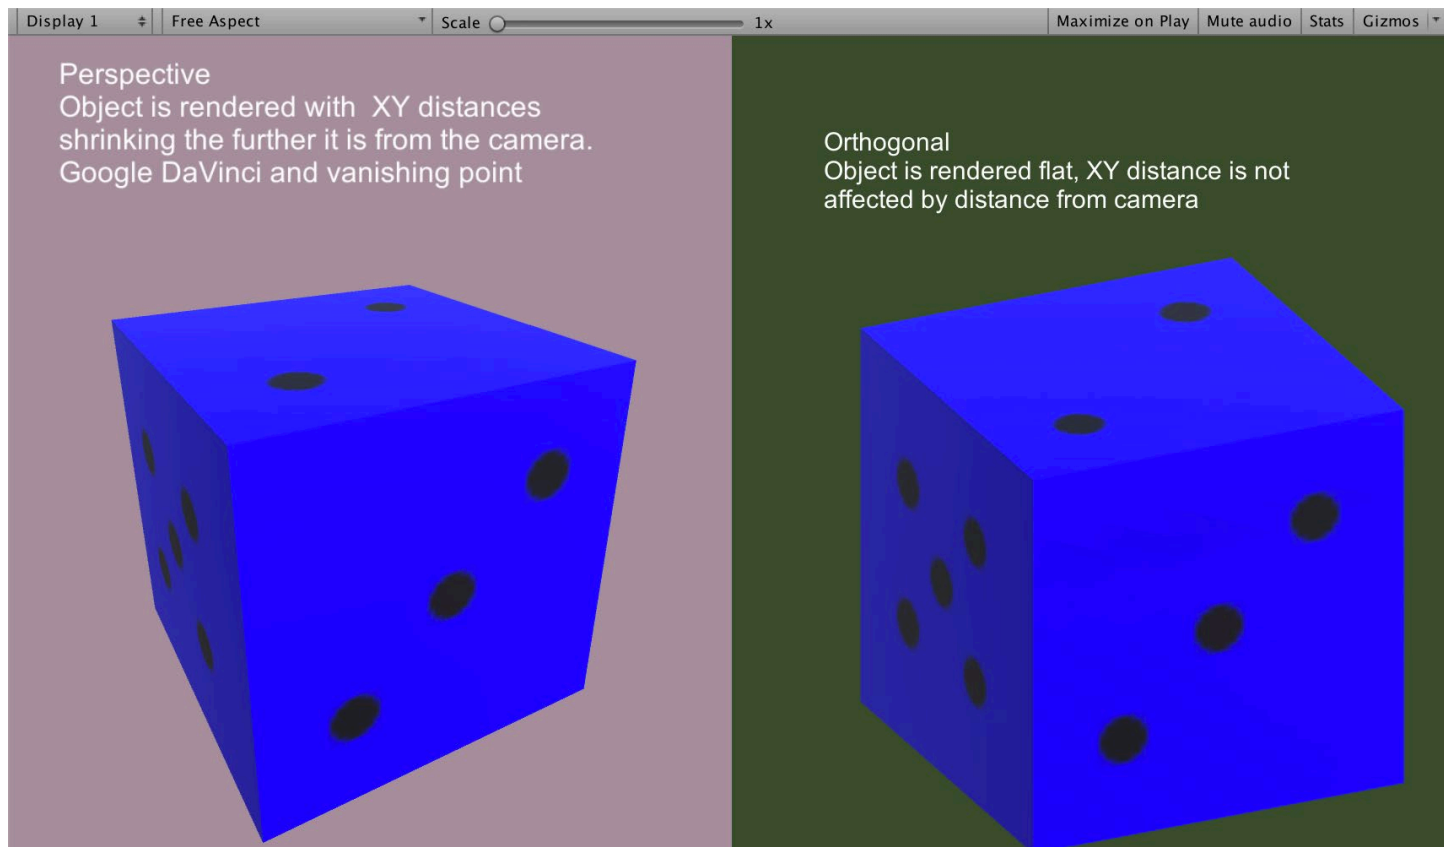 Display 1 Free Aspect Scale 1x Maximize on Play Mute audio Stats Gizmos
Perspective
Object is rendered with  XY distances
shrinking the further it is from the camera.
Google DaVinci and vanishing point
Orthogonal
Object is rendered flat, XY distance is not
affected by distance from camera